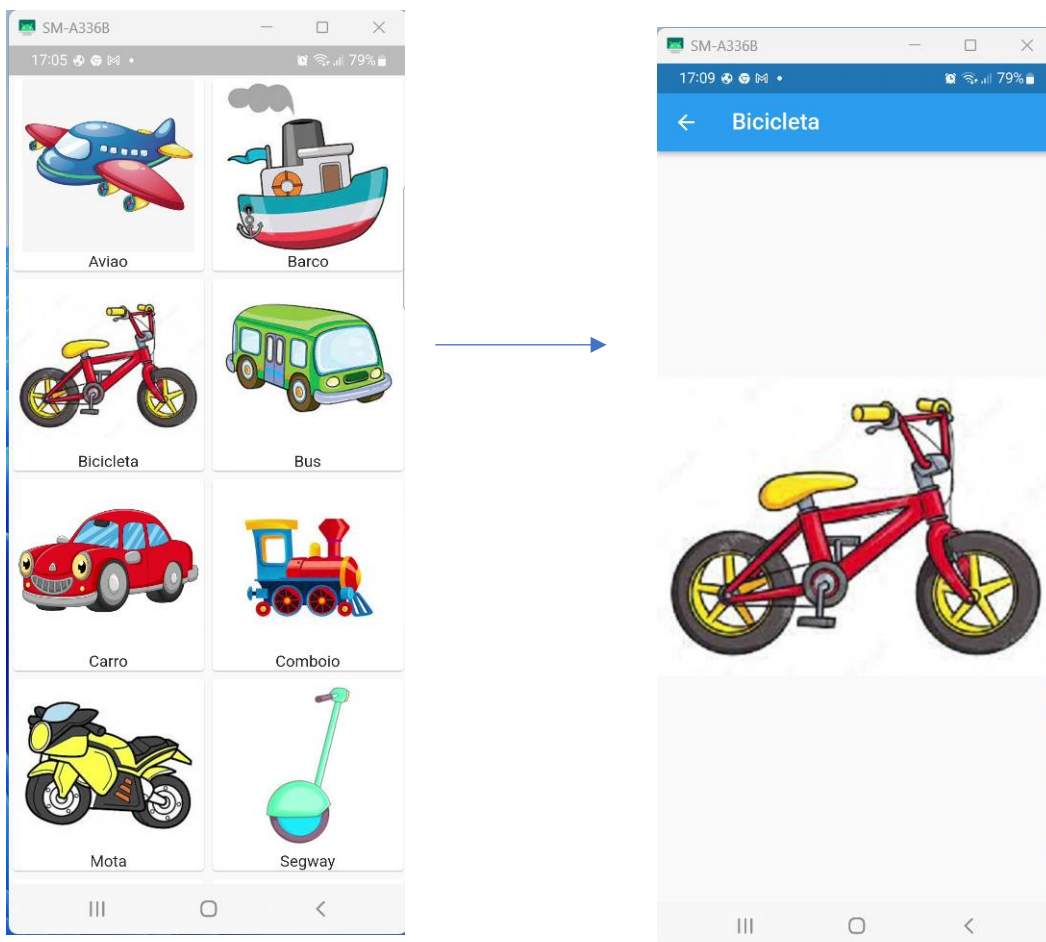 SM-A336B
17:05 79%
Aviao
Barco
Bicicleta
Bus
Carro
Comboio
Mota
Segway
SM-A336B
17:09 79%
Bicicleta